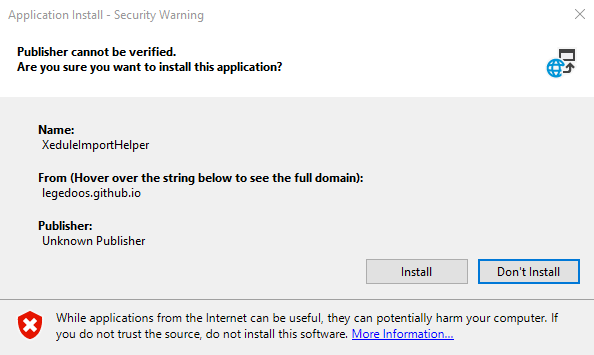 Application Install - Security Warning
Publisher cannot be verified.
Are you sure you want to install this application?
Name:
XeduleImportHelper
From (Hover over the string below to see the full domain):
legedoos.github.io
Publisher:
Unknown Publisher
Install
Don't Install
While applications from the Internet can be useful, they can potentially harm your computer. If
you do not trust the source, do not install this software. More Information...